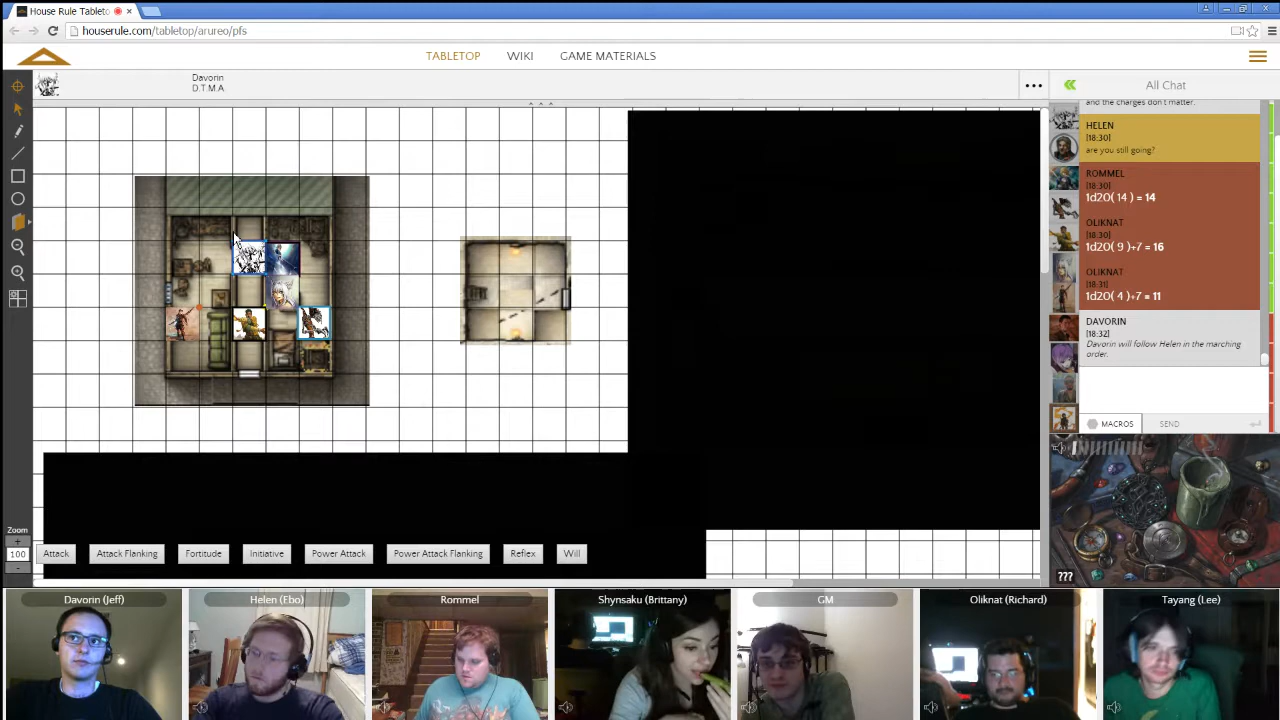 House Rule Tableto
houserule.com/tabletop/arureo/pfs
TABLETOP WIKI GAME MATERIALS
Davorin
D.T.M.A
All Chat
and the charges don't matter.
HELEN
[18:30]
are you still going?
ROMMEL
[18:30]
1d20( 14 ) = 14
OLIKNAT
[18:30]
1d20( 9 )+7 = 16
OLIKNAT
[18:31]
1d20( 4 )+7 = 11
DAVORIN
[18:32]
Davorin will follow Helen in the marching
order.
MACROS SEND
???
Zoom
+
100
-
Attack Attack Flanking Fortitude Initiative Power Attack Power Attack Flanking Reflex Will
Davorin (Jeff) Helen (Ebo) Rommel Shynsaku (Brittany) GM Oliknat (Richard) Tayang (Lee)